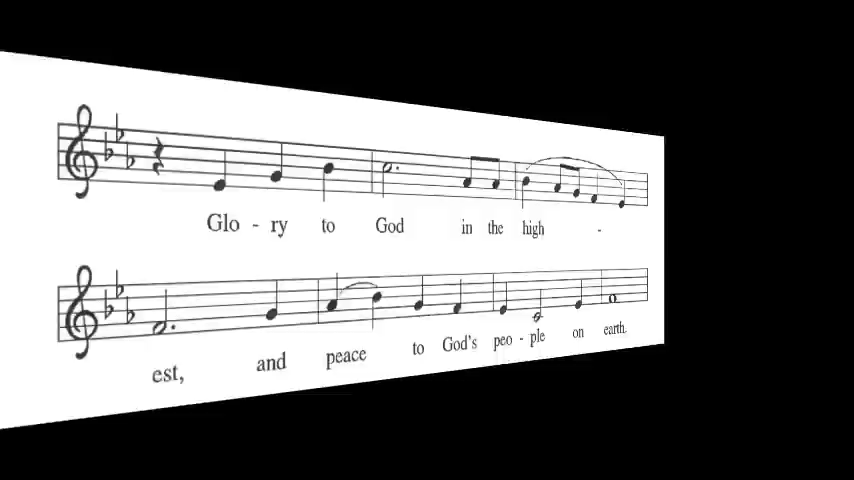 Glo - ry to God in the high -
est, and peace to God's peo - ple on earth.